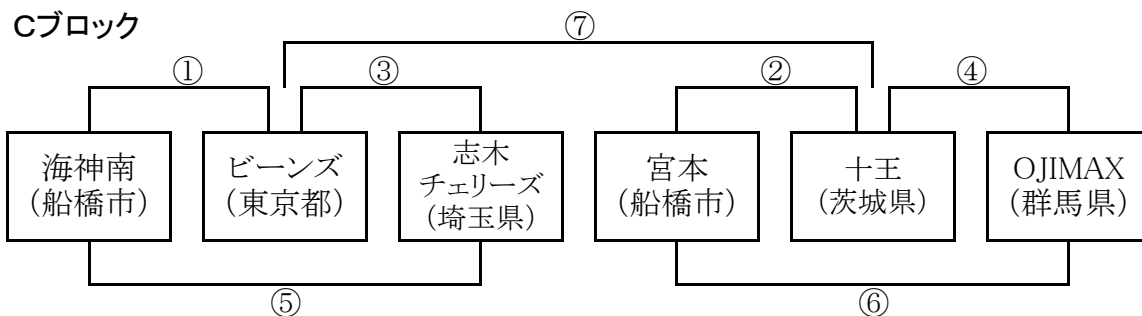 Cブロック
⑦
① ③ ② ④
海神南
(船橋市)
ビーンズ
(東京都)
志木
チェリーズ
(埼玉県)
宮本
(船橋市)
十王
(茨城県)
OJIMAX
(群馬県)
⑤ ⑥